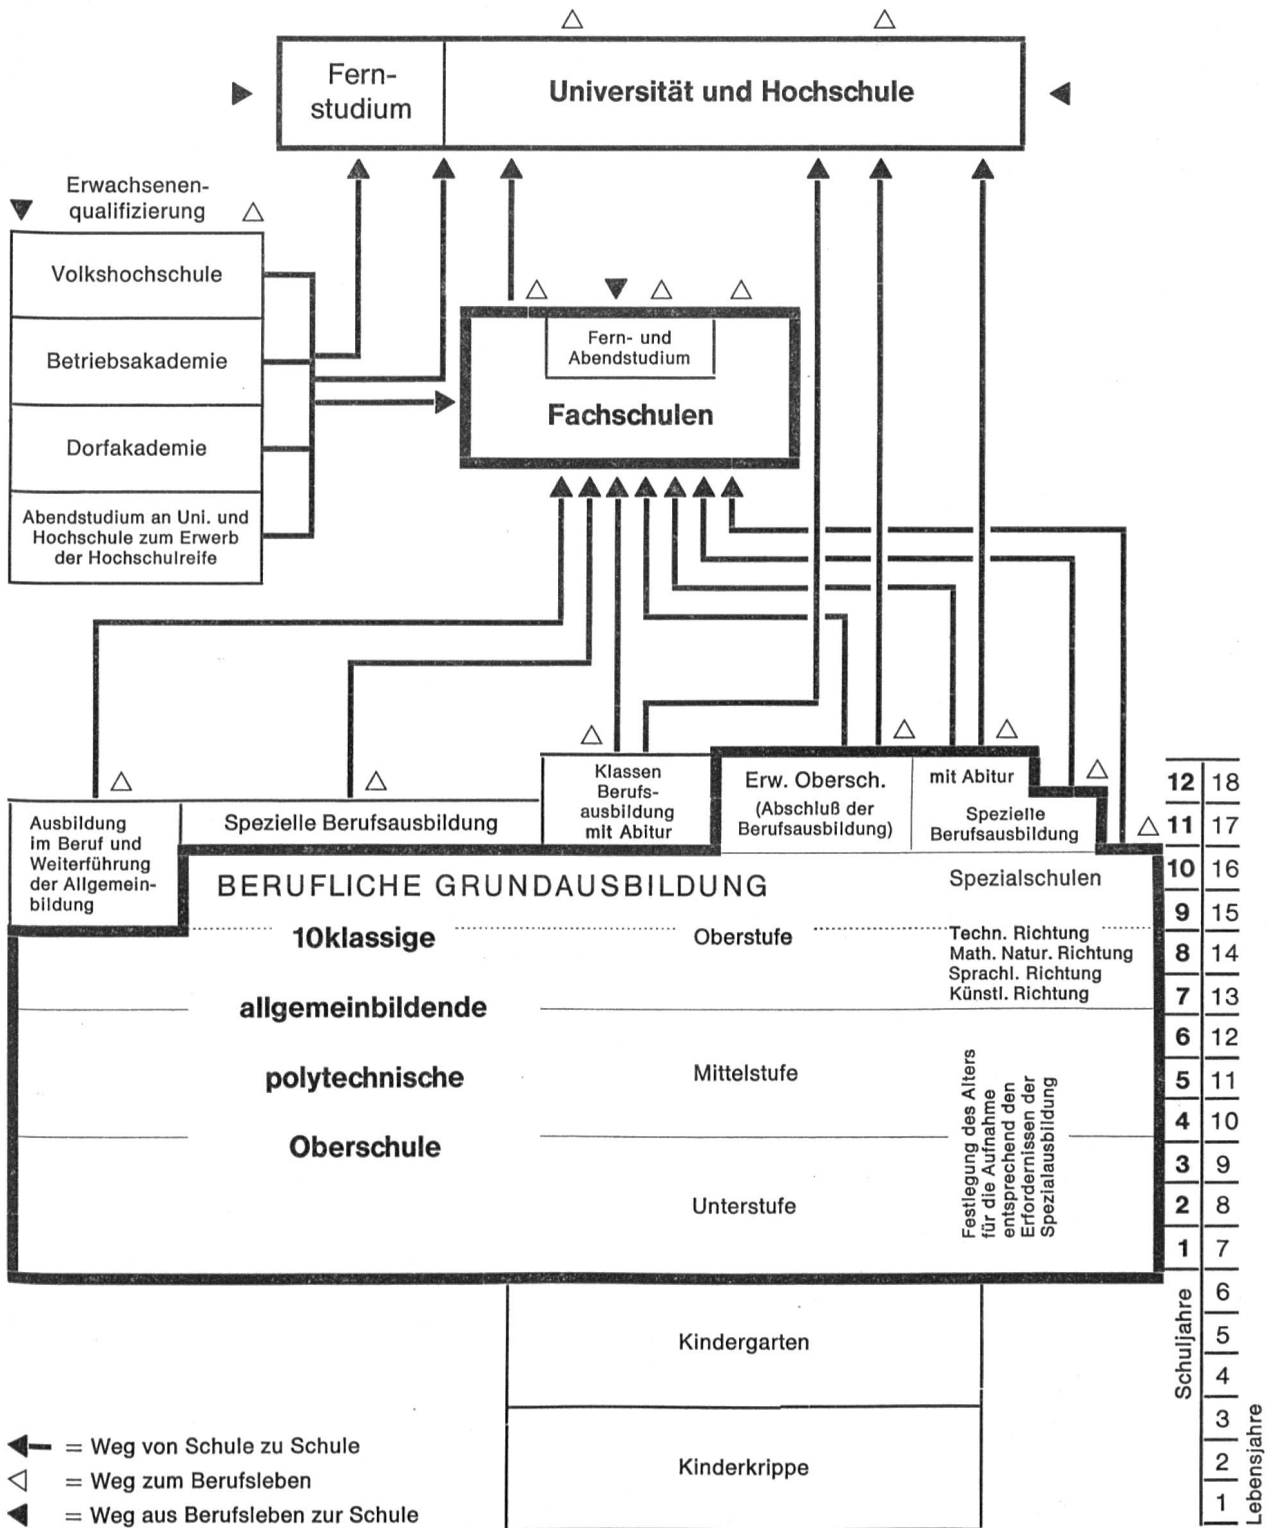 Fern-
studium
Universität und Hochschule
Erwachsenen-
qualifizierung
Volkshochschule
Betriebsakademie
Dorfakademie
Abendstudium an Uni. und
Hochschule zum Erwerb
der Hochschulreife
Fern- und
Abendstudium
Fachschulen
Ausbildung
im Beruf und
Weiterführung
der Allgemein-
bildung
Spezielle Berufsausbildung
Klassen
Berufs-
ausbildung
mit Abitur
Erw. Obersch.
(Abschluß der
Berufsausbildung)
mit Abitur
Spezielle
Berufsausbildung
BERUFLICHE GRUNDAUSBILDUNG
Spezialschulen
10klassige
allgemeinbildende
polytechnische
Oberschule
Oberstufe
Mittelstufe
Unterstufe
Techn. Richtung
Math. Natur. Richtung
Sprachl. Richtung
Künstl. Richtung
Festlegung des Alters
für die Aufnahme
entsprechend den
Erfordernissen der
Spezialausbildung
12 18
11 17
10 16
9 15
8 14
7 13
6 12
5 11
4 10
3 9
2 8
1 7
6
5
4
3
2
1
Schuljahre
Lebensjahre
Kindergarten
Kinderkrippe
= Weg von Schule zu Schule
= Weg zum Berufsleben
= Weg aus Berufsleben zur Schule